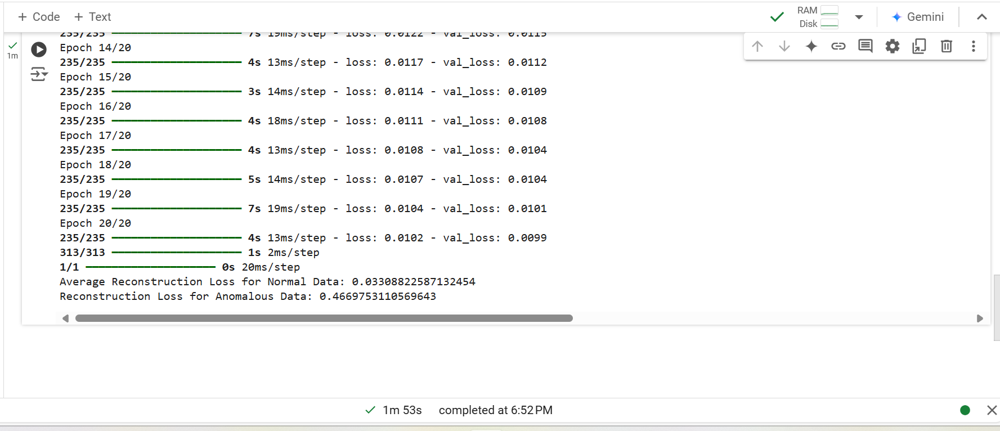 + Code + Text
RAM
Disk
Gemini
1m
235/235 7s 19ms/step - loss: 0.0122 - val_loss: 0.0115
Epoch 14/20
235/235 4s 13ms/step - loss: 0.0117 - val_loss: 0.0112
Epoch 15/20
235/235 3s 14ms/step - loss: 0.0114 - val_loss: 0.0109
Epoch 16/20
235/235 4s 18ms/step - loss: 0.0111 - val_loss: 0.0108
Epoch 17/20
235/235 4s 13ms/step - loss: 0.0108 - val_loss: 0.0104
Epoch 18/20
235/235 5s 14ms/step - loss: 0.0107 - val_loss: 0.0104
Epoch 19/20
235/235 7s 19ms/step - loss: 0.0104 - val_loss: 0.0101
Epoch 20/20
235/235 4s 13ms/step - loss: 0.0102 - val_loss: 0.0099
313/313 1s 2ms/step
1/1 0s 20ms/step
Average Reconstruction Loss for Normal Data: 0.03308822587132454
Reconstruction Loss for Anomalous Data: 0.4669753110569643
1m 53s completed at 6:52 PM